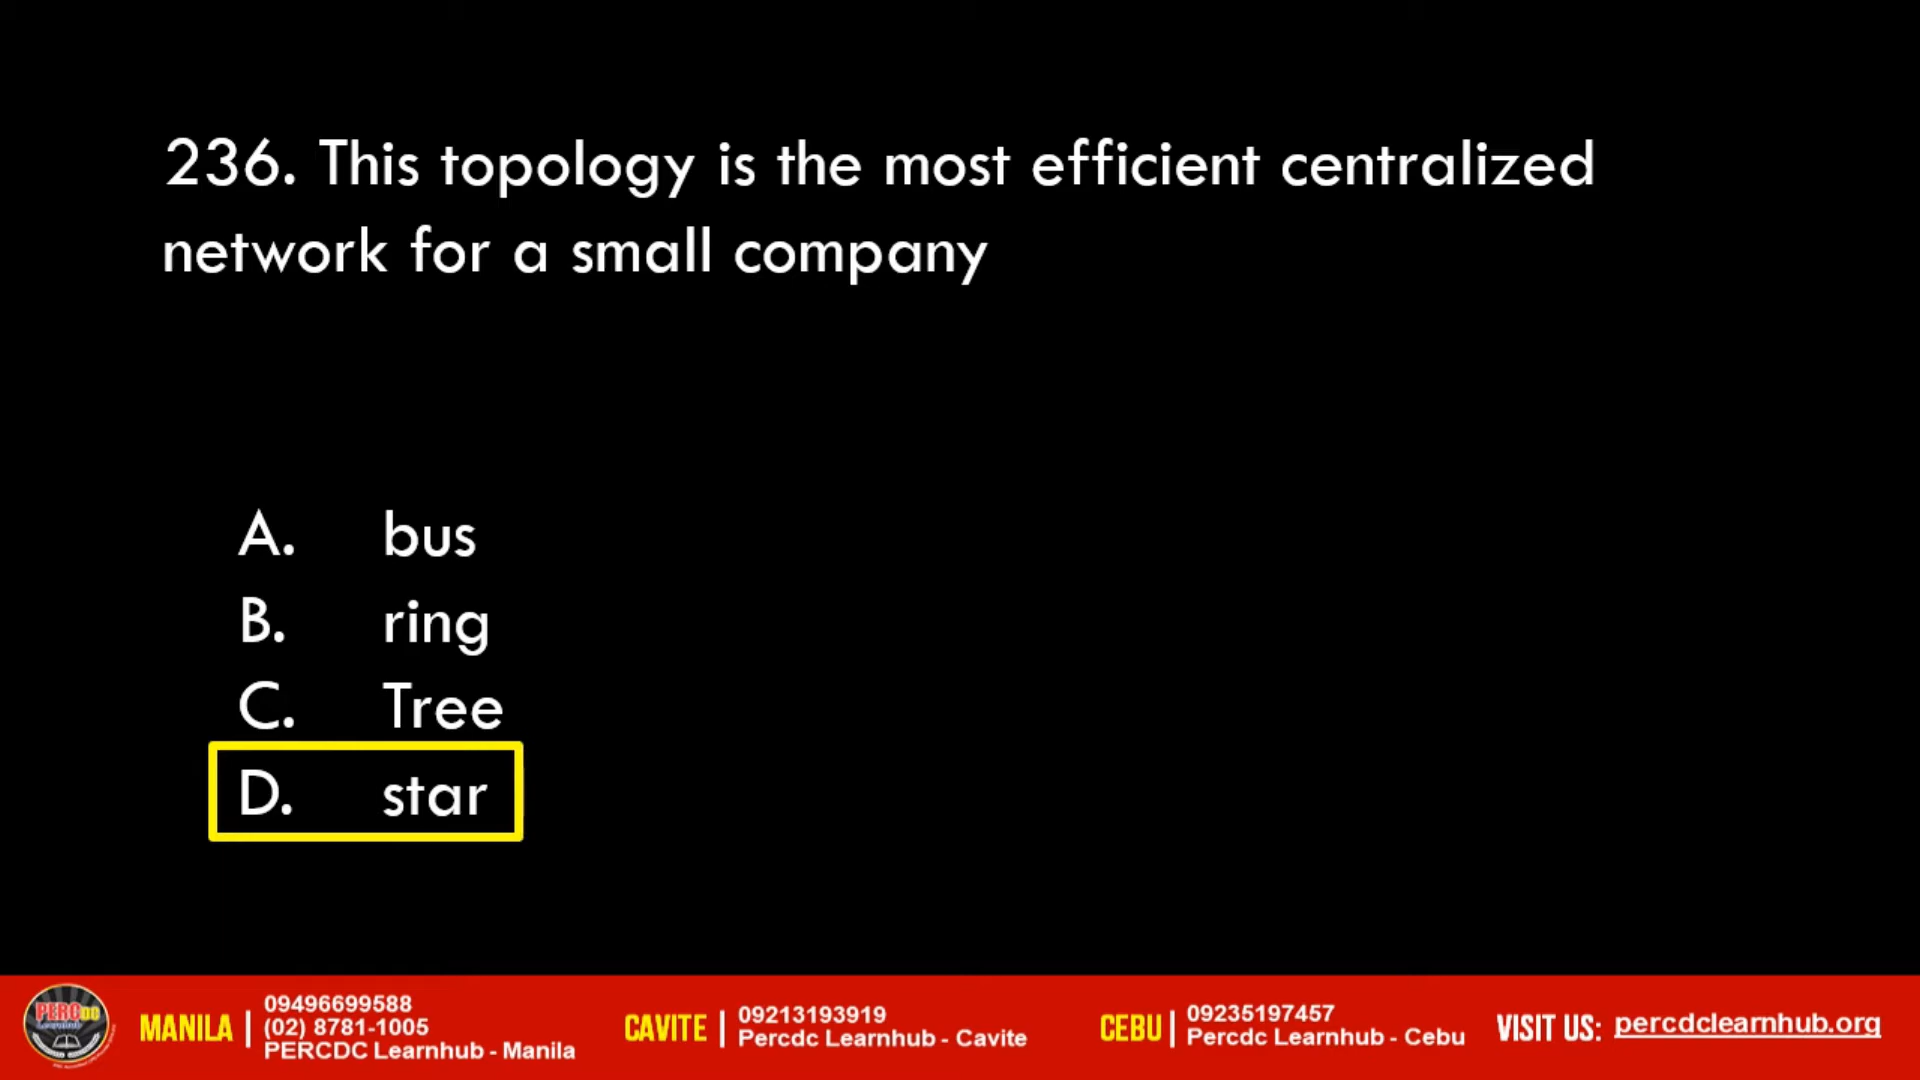 236. This topology is the most efficient centralized
network for a small company
A. bus
B. ring
C. Tree
D. star
PERCDC
Learnhub
MANILA
09496699588
(02) 8781-1005
PERCDC Learnhub - Manila
CAVITE
09213193919
Percdc Learnhub - Cavite
CEBU
09235197457
Percdc Learnhub - Cebu
VISIT US: percdclearnhub.org